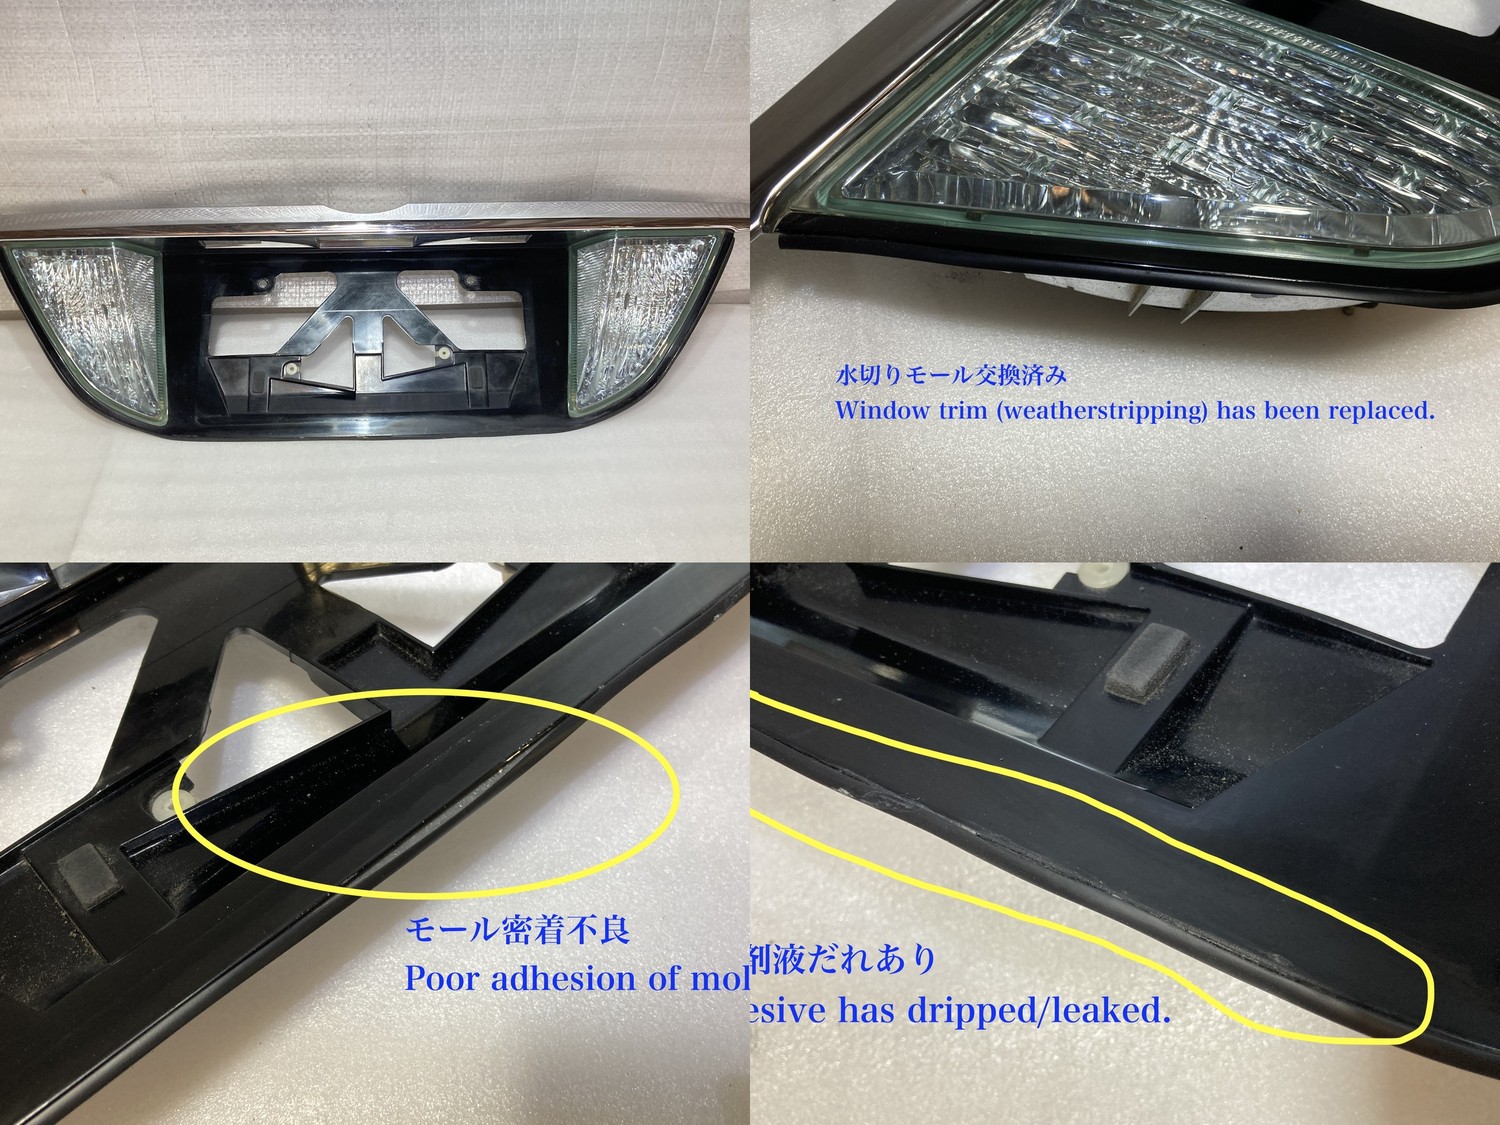 水切りモール交換済み
Window trim (weatherstripping) has been replaced.
モール密着不良
Poor adhesion of mol
剤液だれあり
esive has dripped/leaked.